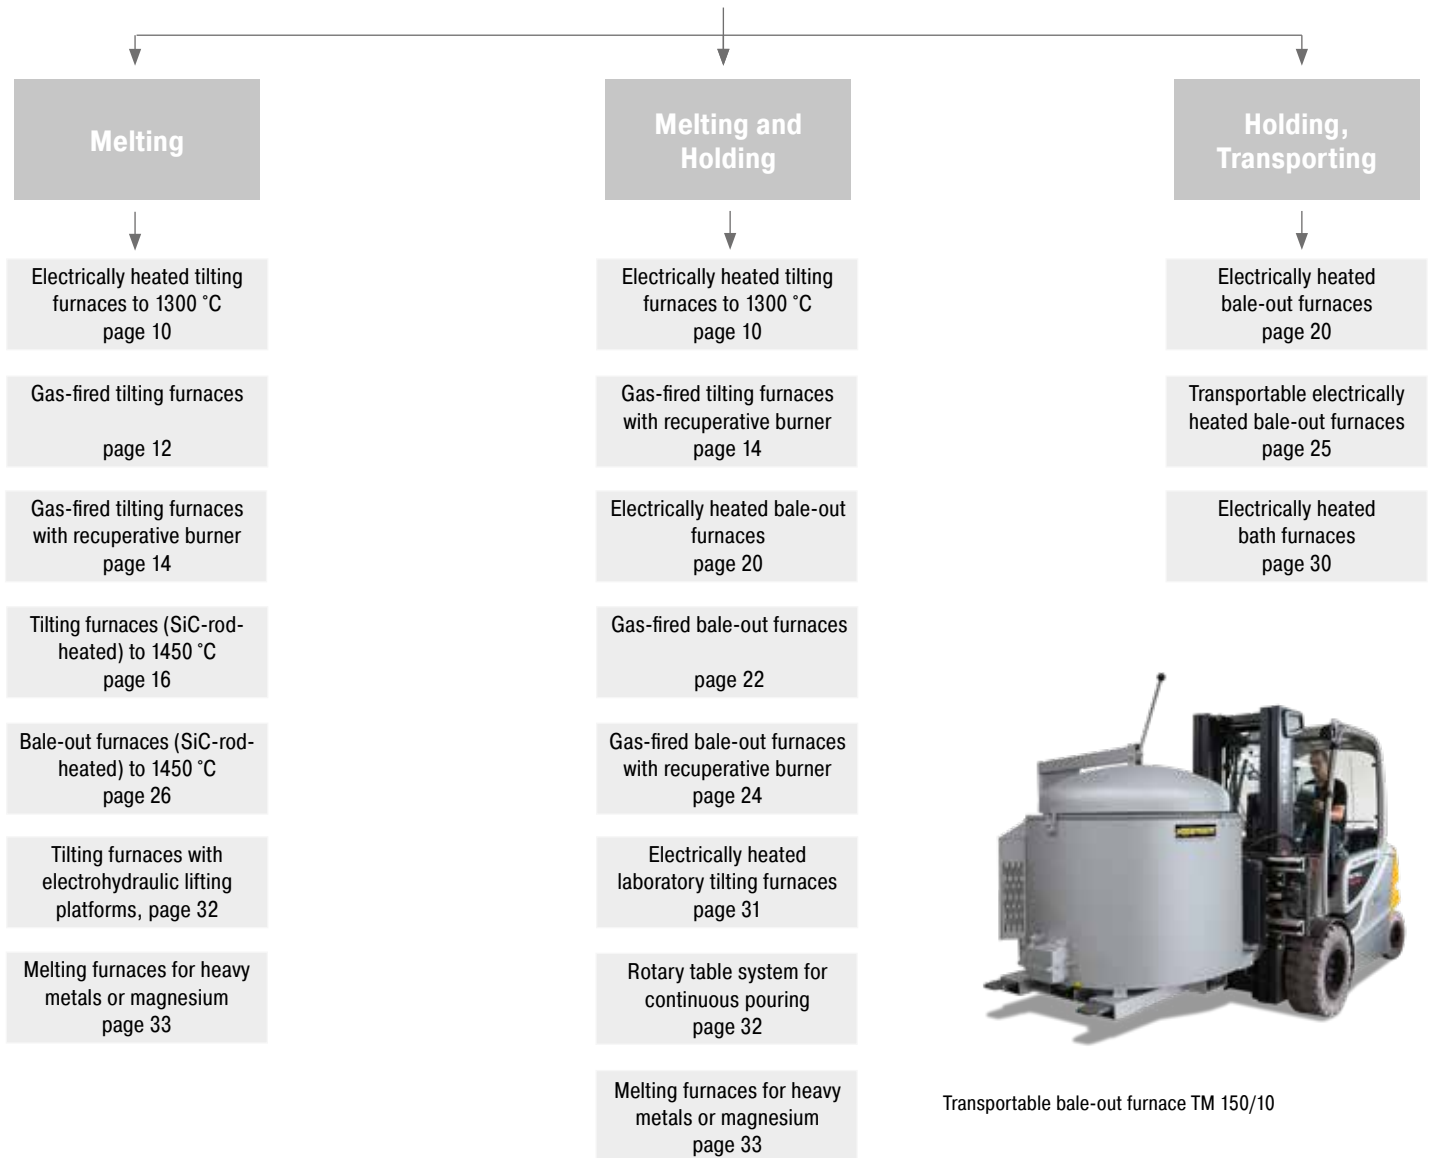 Melting
Melting and
Holding
Holding,
Transporting
Electrically heated tilting
furnaces to 1300 °C
page 10
Gas-fired tilting furnaces
page 12
Gas-fired tilting furnaces
with recuperative burner
page 14
Tilting furnaces (SiC-rod-
heated) to 1450 °C
page 16
Bale-out furnaces (SiC-rod-
heated) to 1450 °C
page 26
Tilting furnaces with
electrohydraulic lifting
platforms, page 32
Melting furnaces for heavy
metals or magnesium
page 33
Electrically heated tilting
furnaces to 1300 °C
page 10
Gas-fired tilting furnaces
with recuperative burner
page 14
Electrically heated bale-out
furnaces
page 20
Gas-fired bale-out furnaces
page 22
Gas-fired bale-out furnaces
with recuperative burner
page 24
Electrically heated
laboratory tilting furnaces
page 31
Rotary table system for
continuous pouring
page 32
Melting furnaces for heavy
metals or magnesium
page 33
Electrically heated
bale-out furnaces
page 20
Transportable electrically
heated bale-out furnaces
page 25
Electrically heated
bath furnaces
page 30
Transportable bale-out furnace TM 150/10